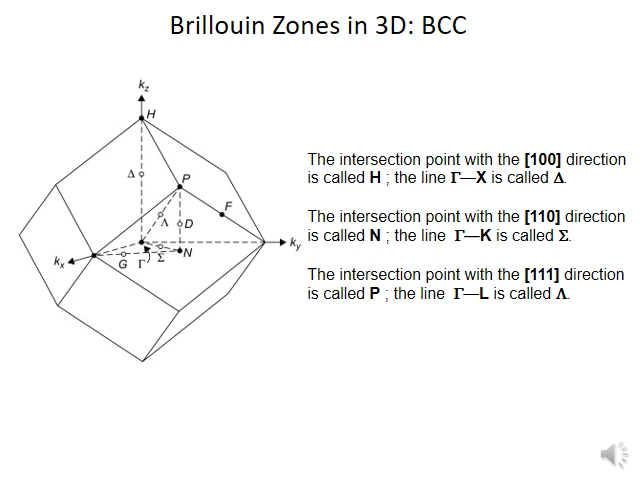 Brillouin Zones in 3D: BCC
k_z
H
Δ
P
F
Λ
D
k_y
k_x
G
Γ
Σ
N
The intersection point with the [100] direction
is called H ; the line Γ—X is called Δ.
The intersection point with the [110] direction
is called N ; the line Γ—K is called Σ.
The intersection point with the [111] direction
is called P ; the line Γ—L is called Λ.